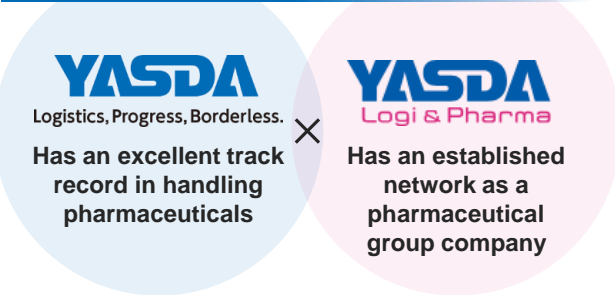 YASDA
Logistics, Progress, Borderless.
Has an excellent track
record in handling
pharmaceuticals
×
YASDA
Logi & Pharma
Has an established
network as a
pharmaceutical
group company